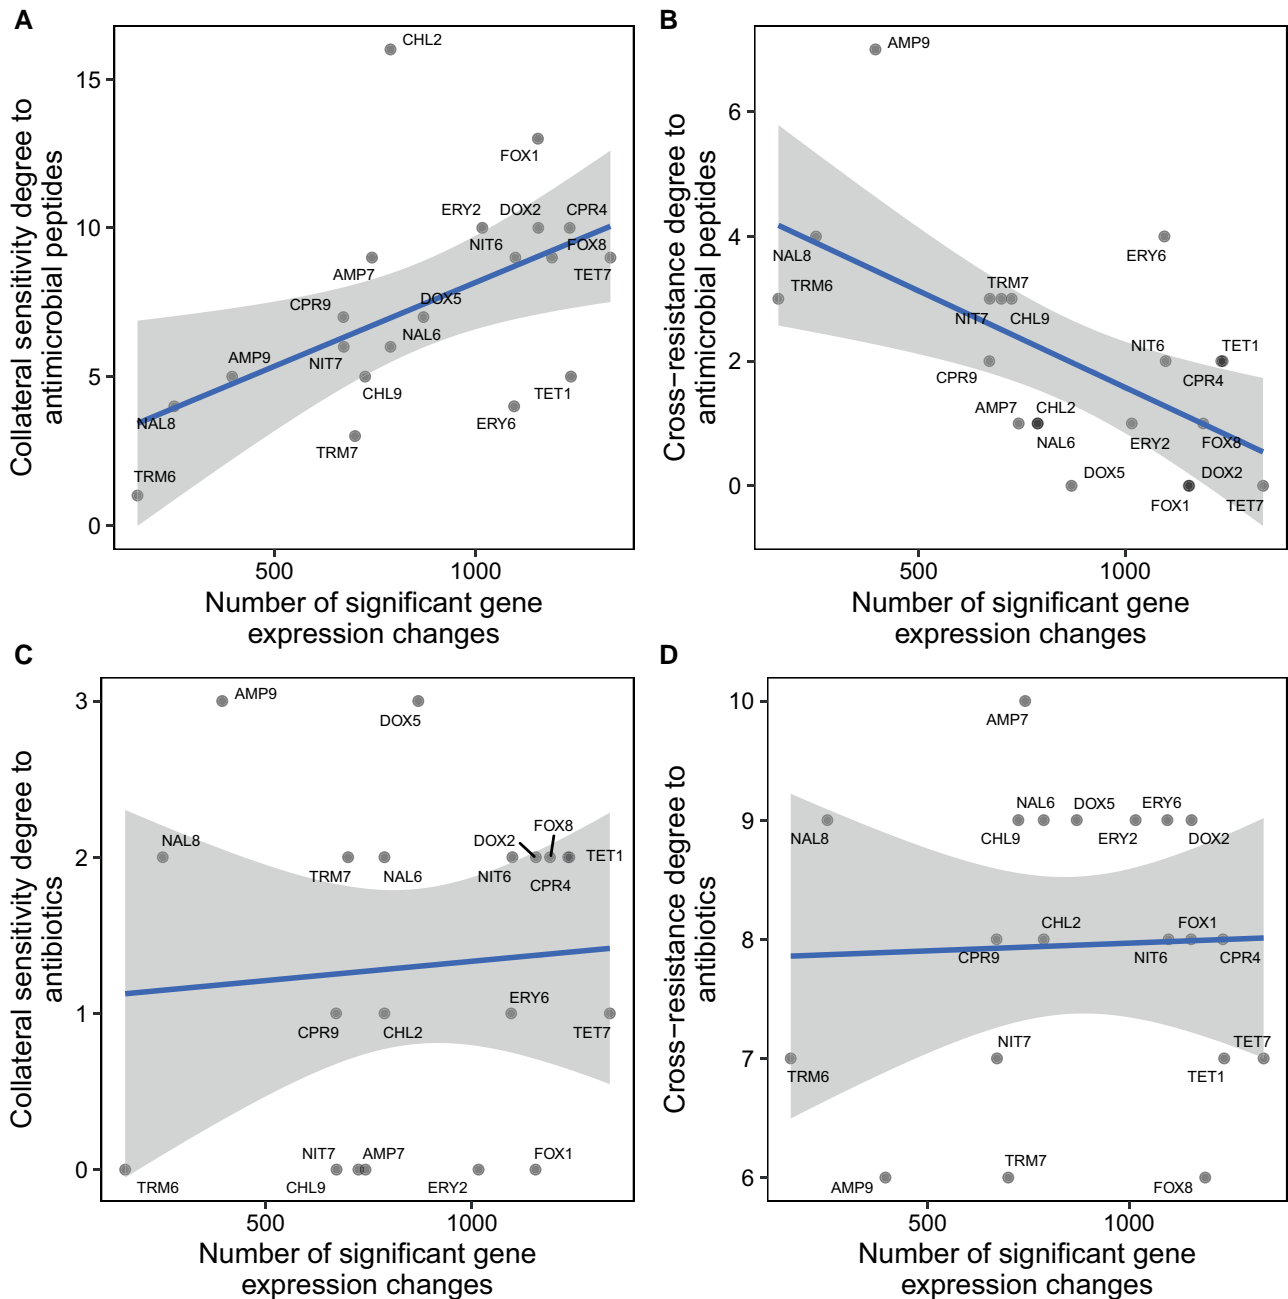 A
Collateral sensitivity degree to
antimicrobial peptides
15
10
5
0
CHL2
FOX1
ERY2
DOX2
CPR4
NIT6
FOX8
AMP7
TET7
CPR9
DOX5
NAL6
AMP9
NIT7
CHL9
TET1
NAL8
ERY6
TRM7
TRM6
500
1000
Number of significant gene
expression changes
B
Cross−resistance degree to
antimicrobial peptides
6
4
2
0
AMP9
NAL8
ERY6
TRM6
TRM7
NIT7
CHL9
NIT6
TET1
CPR9
CPR4
AMP7
CHL2
NAL6
ERY2
FOX8
DOX5
DOX2
FOX1
TET7
500
1000
Number of significant gene
expression changes
C
Collateral sensitivity degree to
antibiotics
3
2
1
0
AMP9
DOX5
FOX8
NAL8
DOX2
TRM7
NAL6
NIT6
CPR4
TET1
ERY6
CPR9
CHL2
TET7
NIT7
AMP7
FOX1
TRM6
CHL9
ERY2
500
1000
Number of significant gene
expression changes
D
Cross−resistance degree to
antibiotics
10
9
8
7
6
AMP7
NAL6
DOX5
ERY6
NAL8
CHL9
ERY2
DOX2
CHL2
FOX1
CPR9
NIT6
CPR4
NIT7
TET7
TRM6
TET1
TRM7
AMP9
FOX8
500
1000
Number of significant gene
expression changes